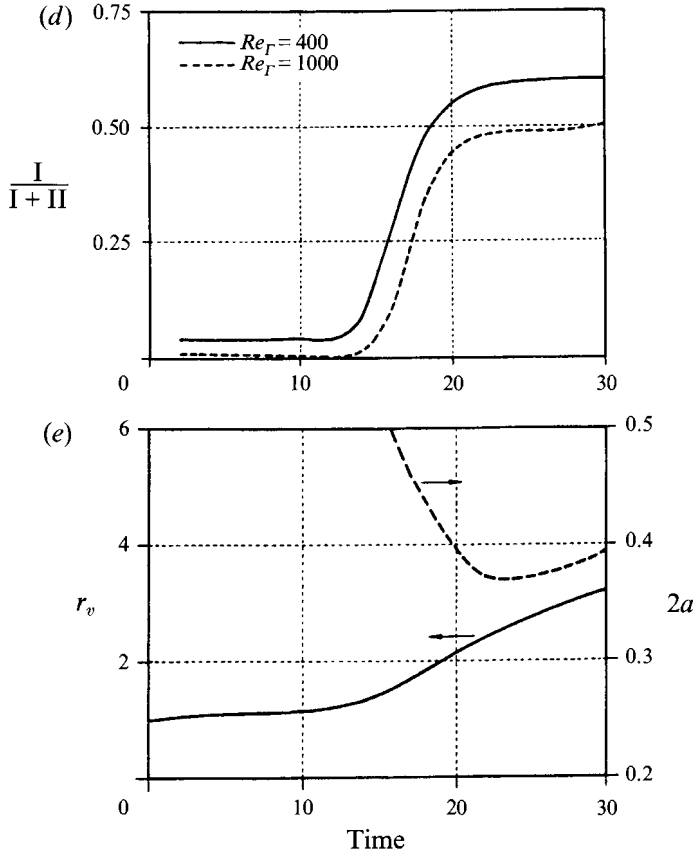 (d)
0.75
Re_Γ = 400
Re_Γ = 1000
0.50
I
I + II
0.25
0 10 20 30
(e)
6 0.5
4 0.4
r_v 2a
2 0.3
0.2
0 10 20 30
Time